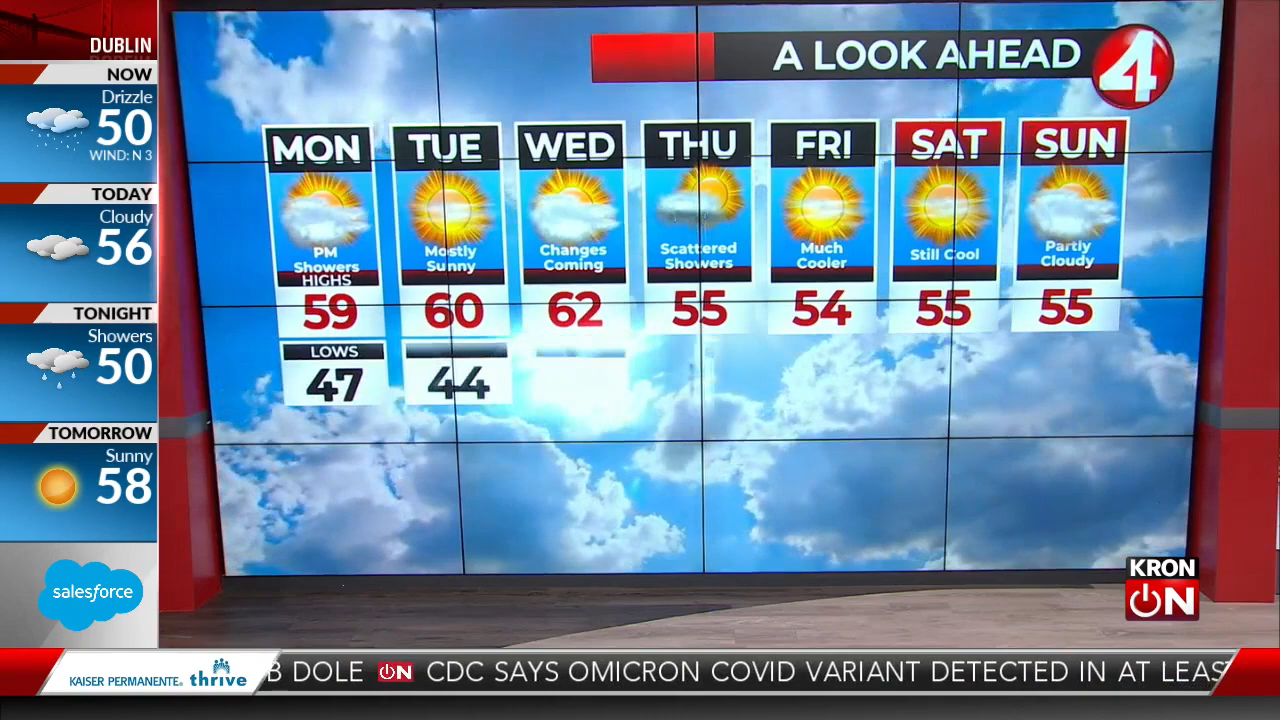 DUBLIN
NOW
Drizzle
50
WIND: N 3
TODAY
Cloudy
56
TONIGHT
Showers
50
TOMORROW
Sunny
58
salesforce
A LOOK AHEAD
4
MON
TUE
WED
THU
FRI
SAT
SUN
PM
Showers
Mostly
Sunny
Changes
Coming
Scattered
Showers
Much
Cooler
Still Cool
Partly
Cloudy
HIGHS
59
60
62
55
54
55
55
LOWS
47
44
KRON
ON
KAISER PERMANENTE® thrive
B DOLE ON CDC SAYS OMICRON COVID VARIANT DETECTED IN AT LEAS